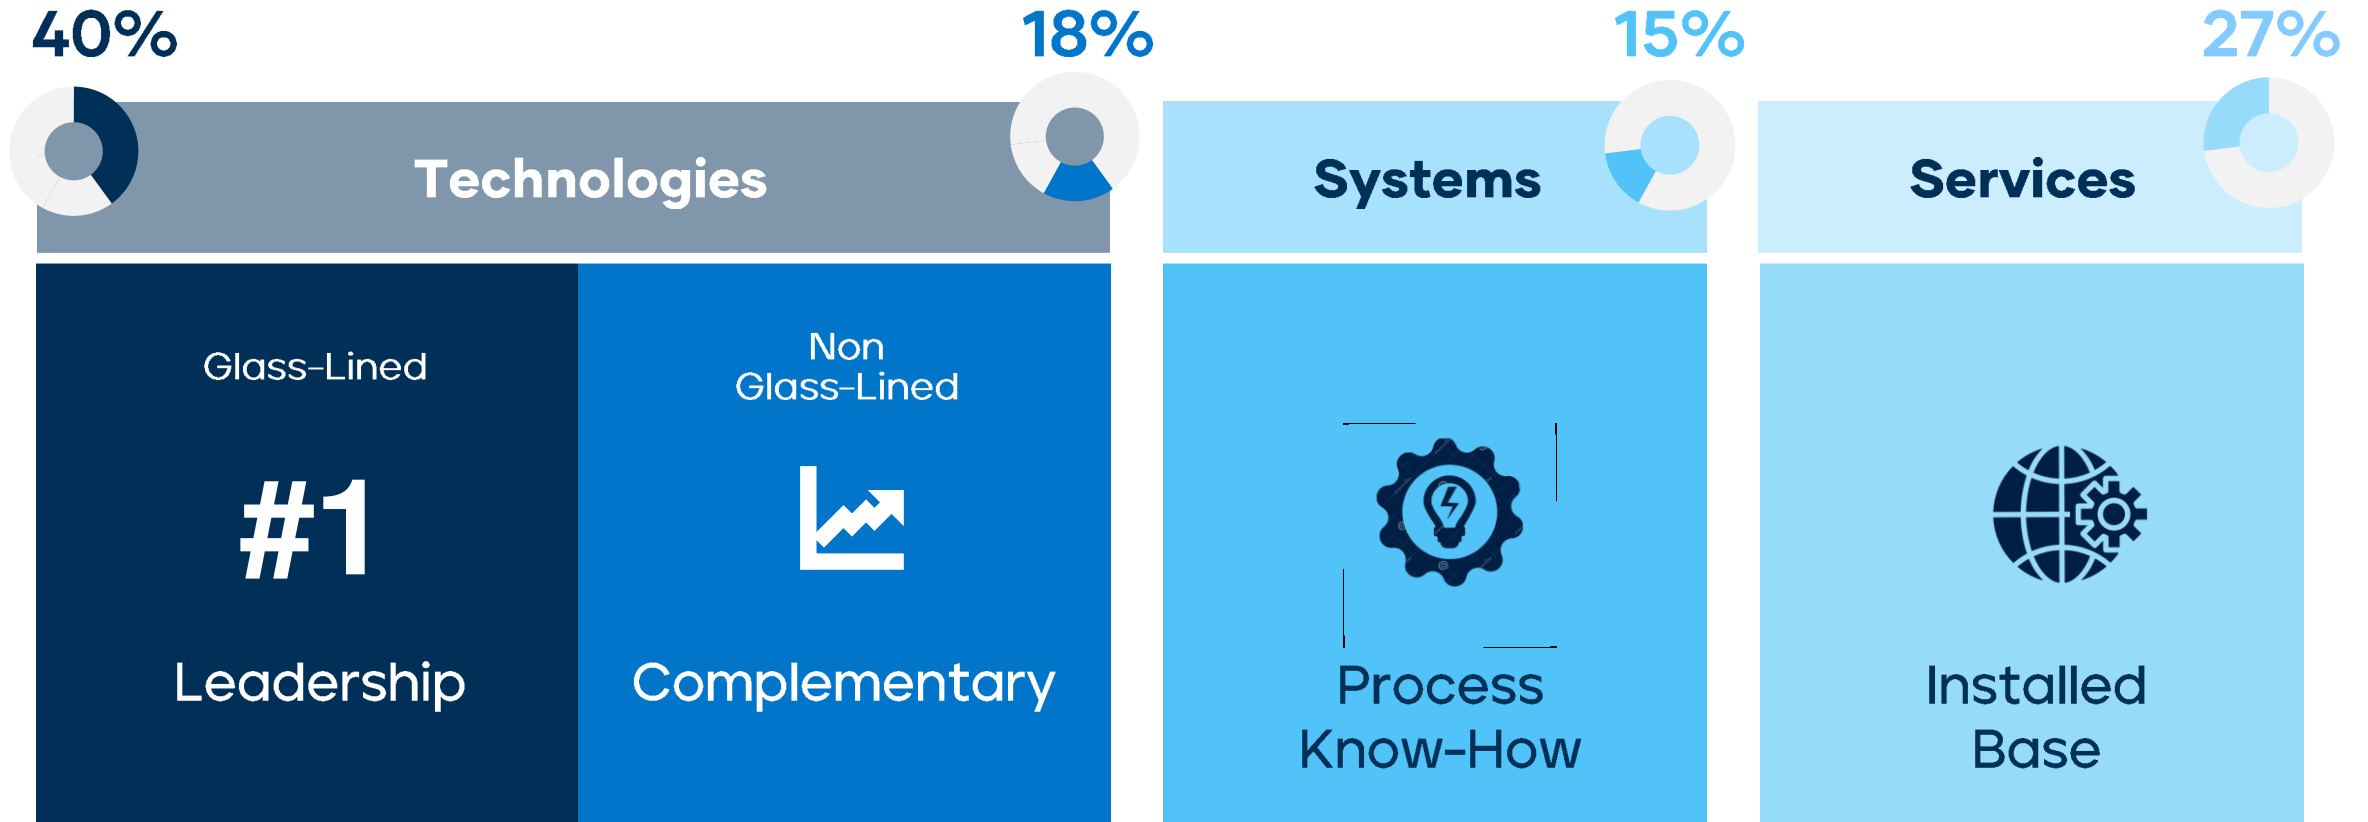 40%
18%
15%
27%
Technologies
Systems
Services
Glass-Lined
Non
Glass-Lined
#1
Leadership
Complementary
Process
Know-How
Installed
Base